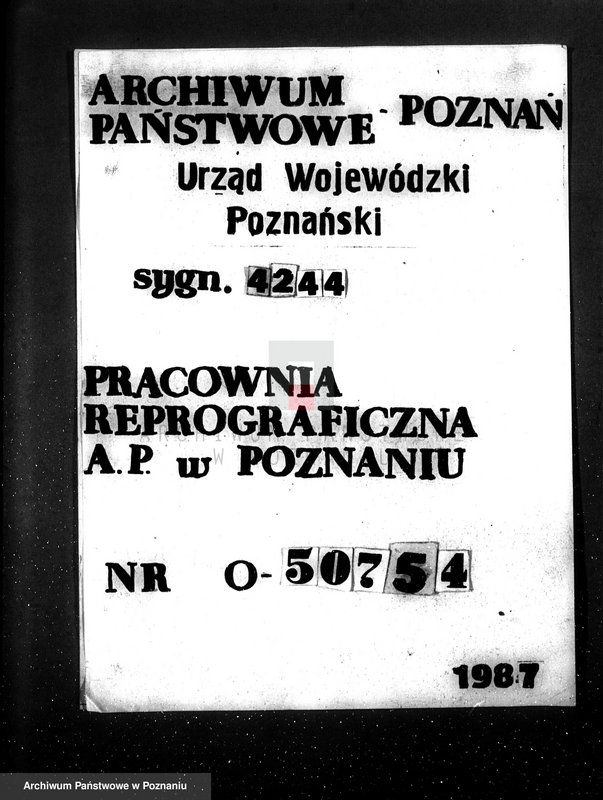 ARCHIWUM
PAŃSTWOWE - POZNAŃ
Urząd Wojewódzki
Poznański
sygn. 4244
PRACOWNIA
REPROGRAFICZNA
A.P. w POZNANIU
NR O-50754
1987
Archiwum Państwowe w Poznaniu